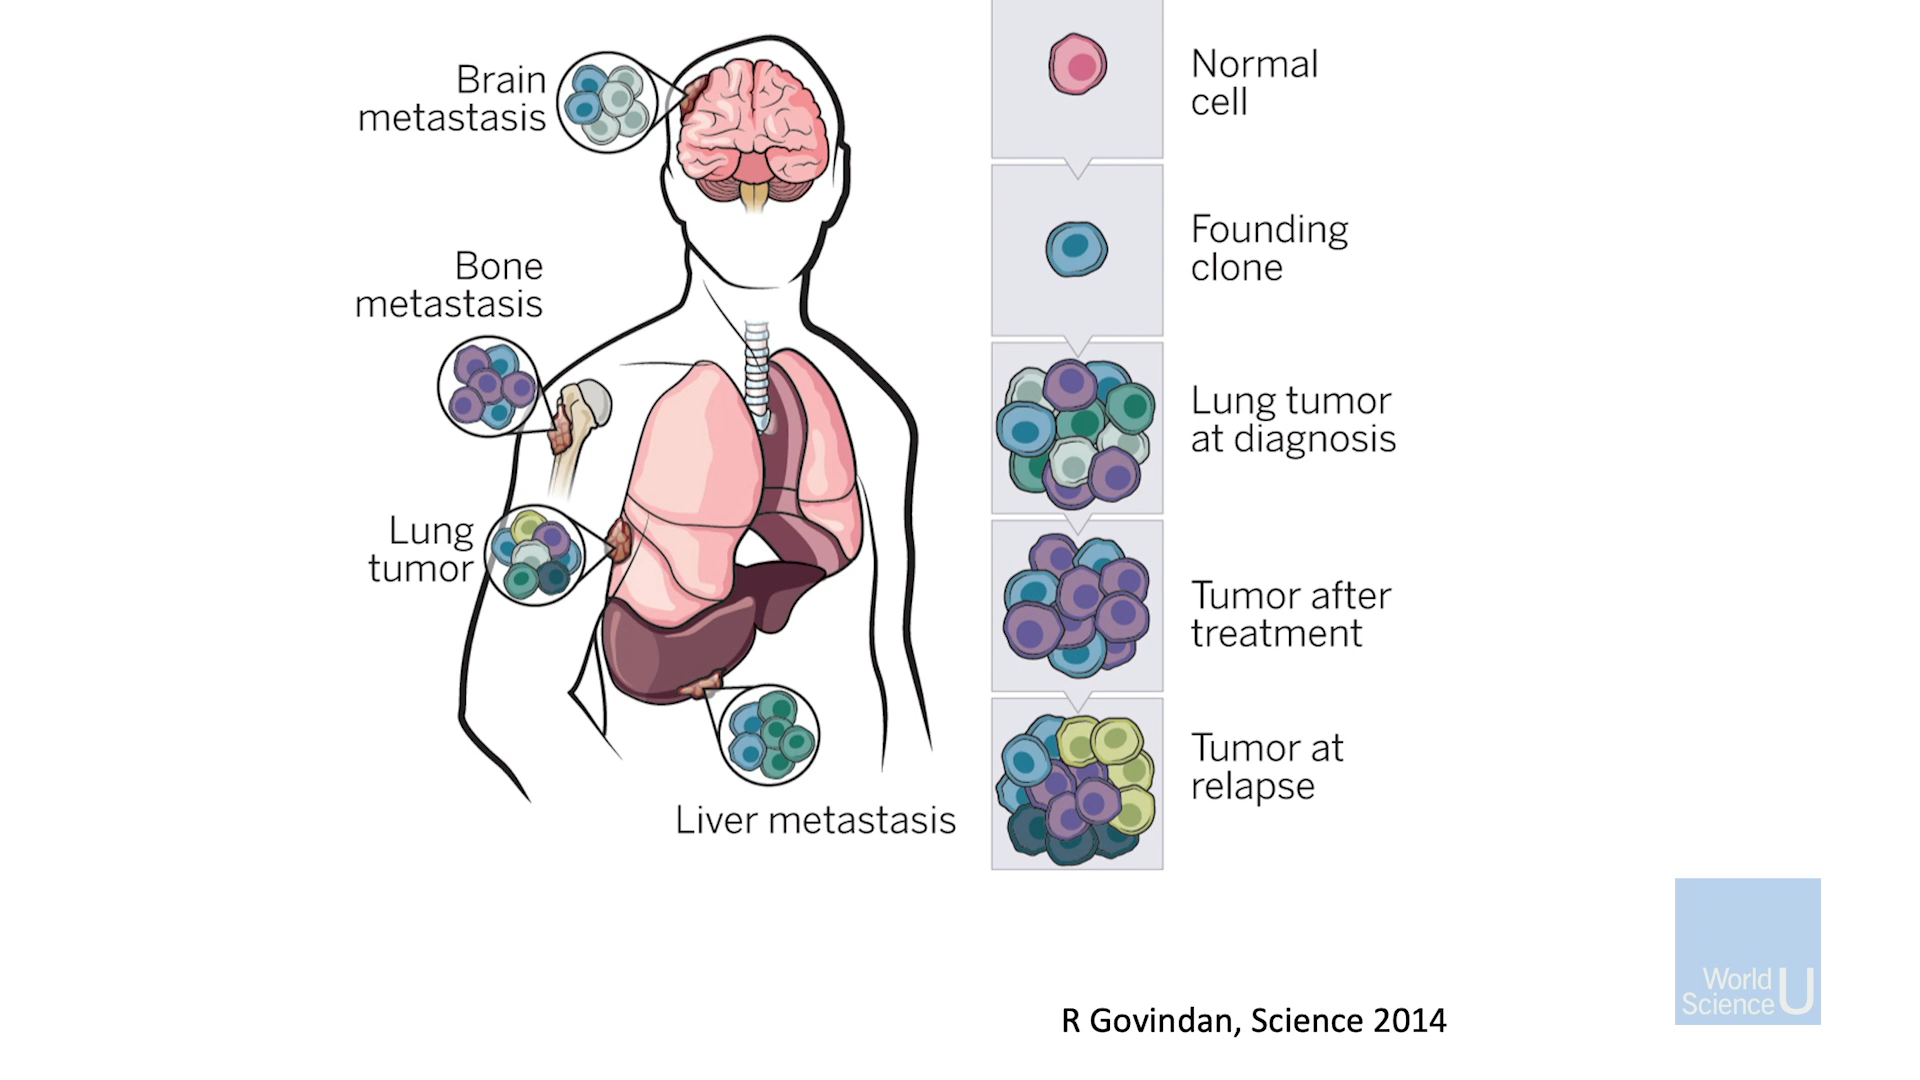 Brain
metastasis
Bone
metastasis
Lung
tumor
Liver metastasis
Normal
cell
Founding
clone
Lung tumor
at diagnosis
Tumor after
treatment
Tumor at
relapse
R Govindan, Science 2014
World
Science U